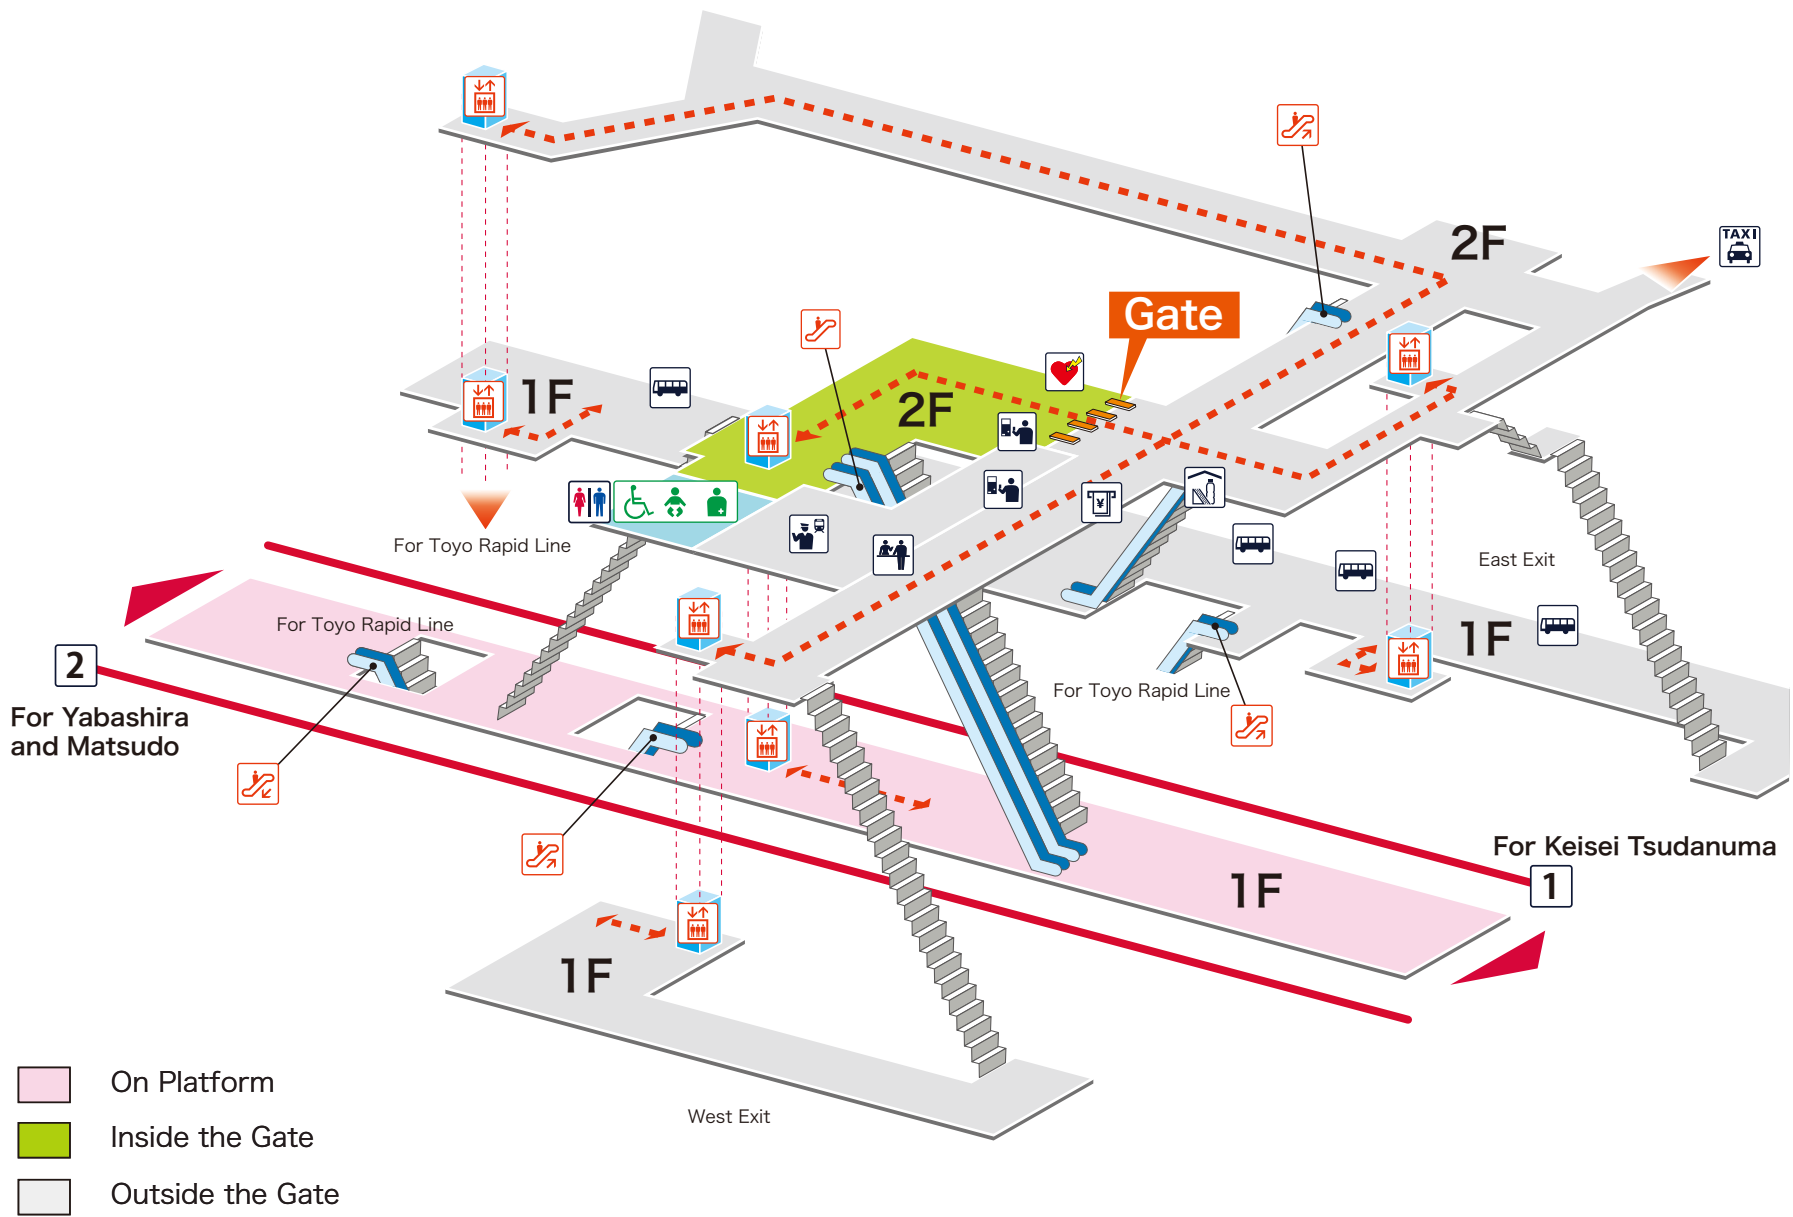 2F
TAXI
Gate
1F
2F
¥
For Toyo Rapid Line
East Exit
For Toyo Rapid Line
1F
2
For Toyo Rapid Line
For Yabashira
and Matsudo
For Keisei Tsudanuma
1
1F
1F
West Exit
On Platform
Inside the Gate
Outside the Gate